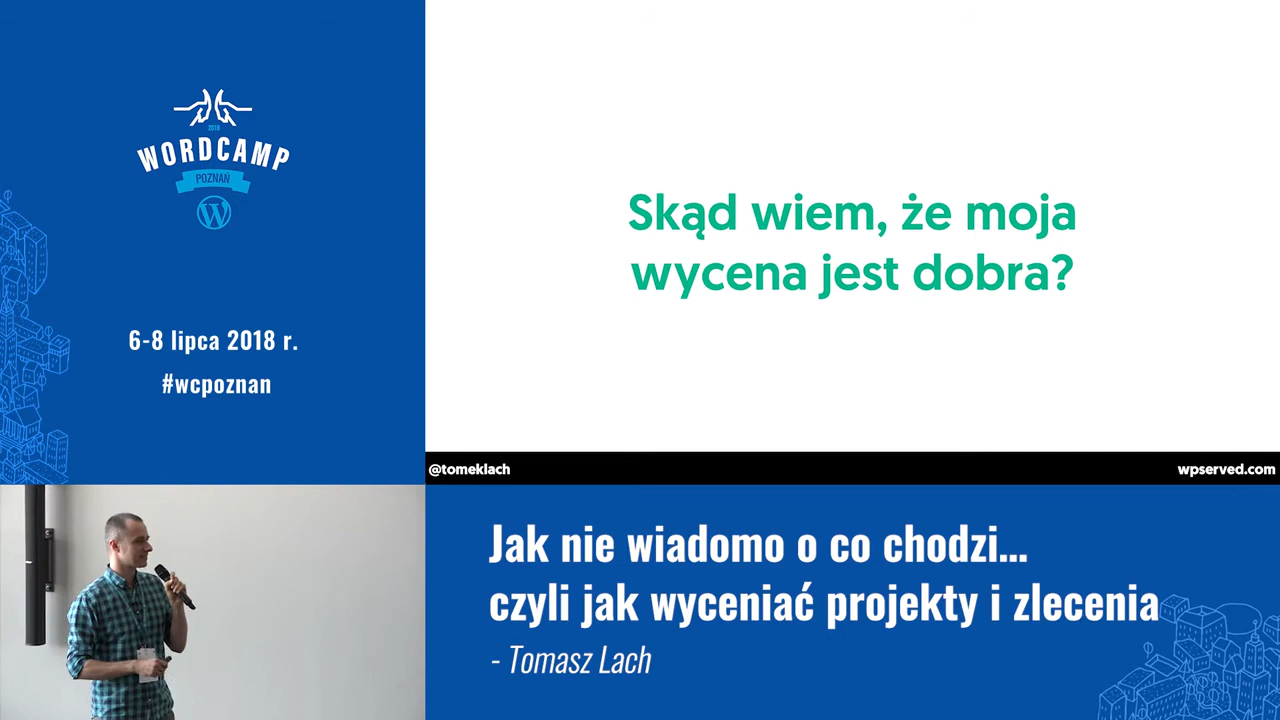 2018
WORDCAMP
POZNAŃ
6-8 lipca 2018 r.
#wcpoznan
Skąd wiem, że moja
wycena jest dobra?
@tomeklach
wpserved.com
Jak nie wiadomo o co chodzi...
czyli jak wyceniać projekty i zlecenia
- Tomasz Lach